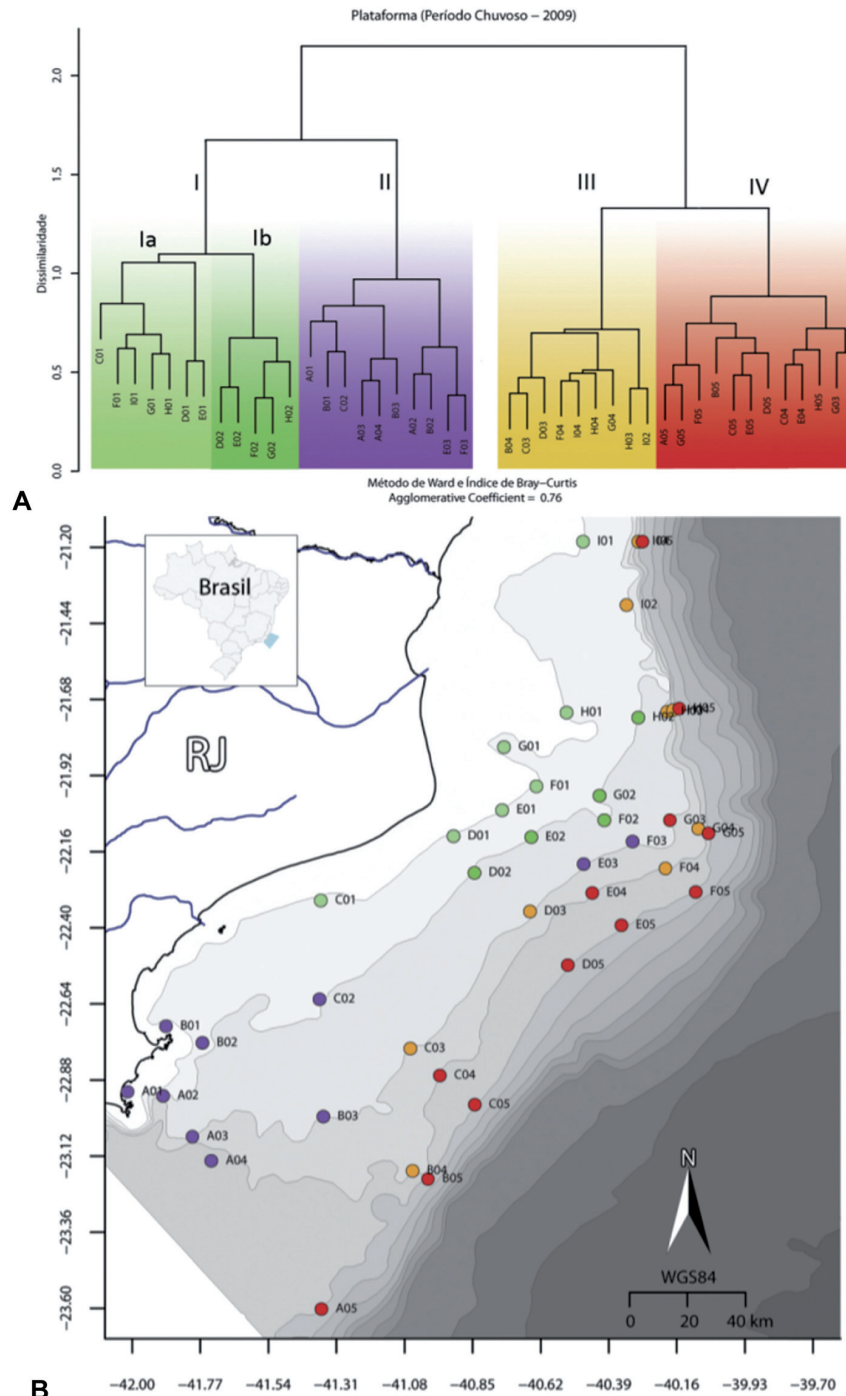 Plataforma (Período Chuvoso – 2009)
Dissimilaridade
2.0
1.5
1.0
0.5
0.0
I
II
III
IV
Ia
Ib
C01
F01
I01
G01
H01
D01
E01
D02
E02
F02
G02
H02
A01
B01
C02
A03
A04
B03
A02
B02
E03
F03
B04
C03
D03
F04
I04
H04
G04
H03
I02
A05
G05
F05
B05
C05
E05
D05
C04
E04
H05
G03
A
Método de Ward e Índice de Bray–Curtis
Agglomerative Coefficient = 0.76
−21.20
−21.44
−21.68
−21.92
−22.16
−22.40
−22.64
−22.88
−23.12
−23.36
−23.60
Brasil
RJ
I01
I02
H01
H02
G01
F01
G02
E01
F02
G03
G04
G05
D01
E02
F03
E03
F04
D02
E04
F05
C01
D03
E05
D05
C02
B01
B02
C03
C04
A01
A02
C05
B03
A03
A04
B04
B05
A05
N
WGS84
0 20 40 km
B
−42.00 −41.77 −41.54 −41.31 −41.08 −40.85 −40.62 −40.39 −40.16 −39.93 −39.70